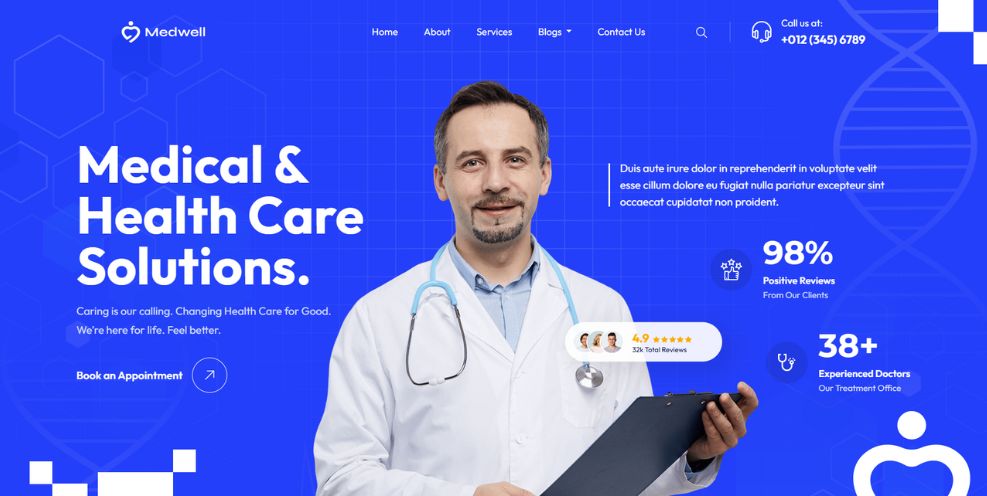 Medwell
Home
About
Services
Blogs
Contact Us
Call us at:
+012 (345) 6789
Medical &
Health Care
Solutions.
Caring is our calling. Changing Health Care for Good.
We're here for life. Feel better.
Book an Appointment
Duis aute irure dolor in reprehenderit in voluptate velit
esse cillum dolore eu fugiat nulla pariatur excepteur sint
occaecat cupidatat non proident.
98%
Positive Reviews
From Our Clients
4.9
32k Total Reviews
38+
Experienced Doctors
Our Treatment Office